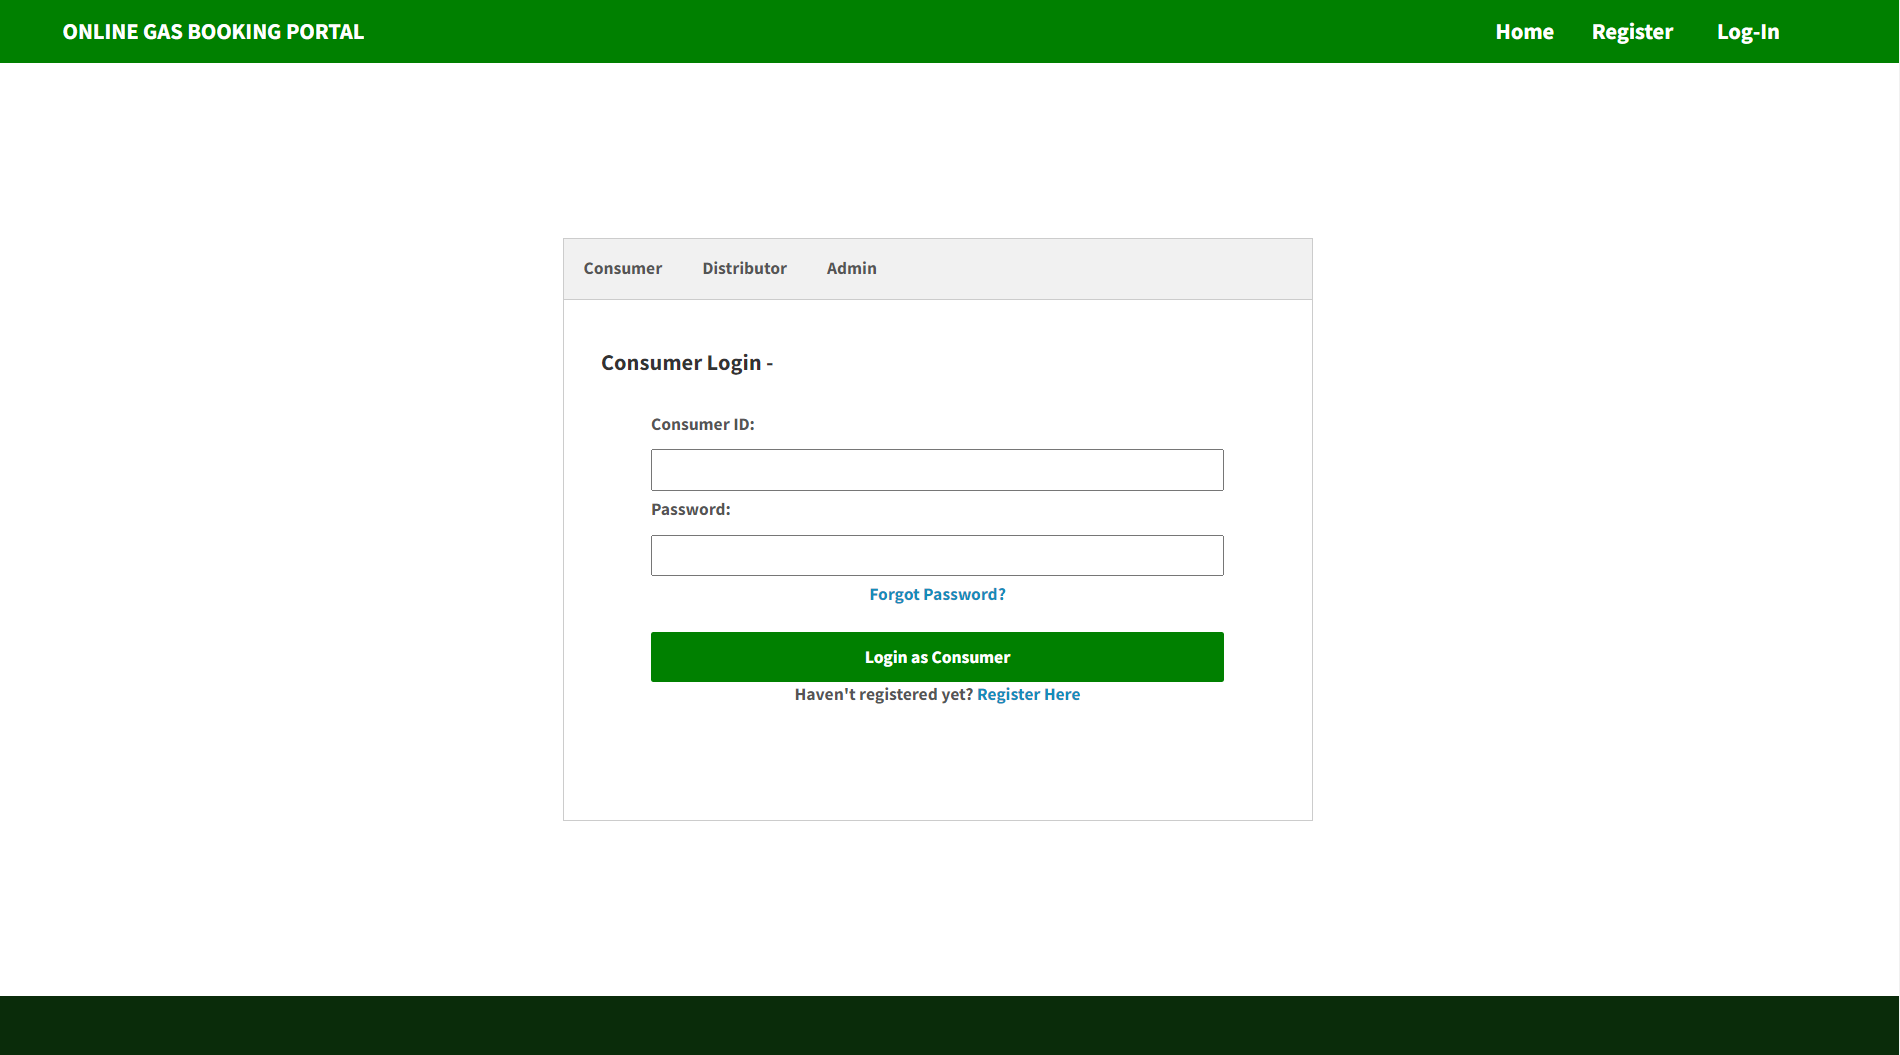 ONLINE GAS BOOKING PORTAL Home Register Log-In
Consumer Distributor Admin
Consumer Login -
Consumer ID:
Password:
Forgot Password?
Login as Consumer
Haven't registered yet? Register Here